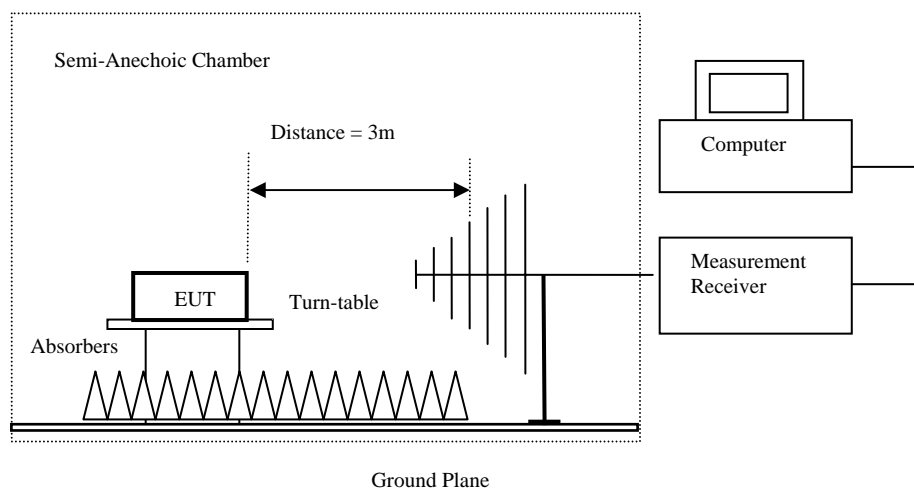 Semi-Anechoic Chamber
Distance = 3m
Computer
Measurement
Receiver
EUT
Turn-table
Absorbers
Ground Plane